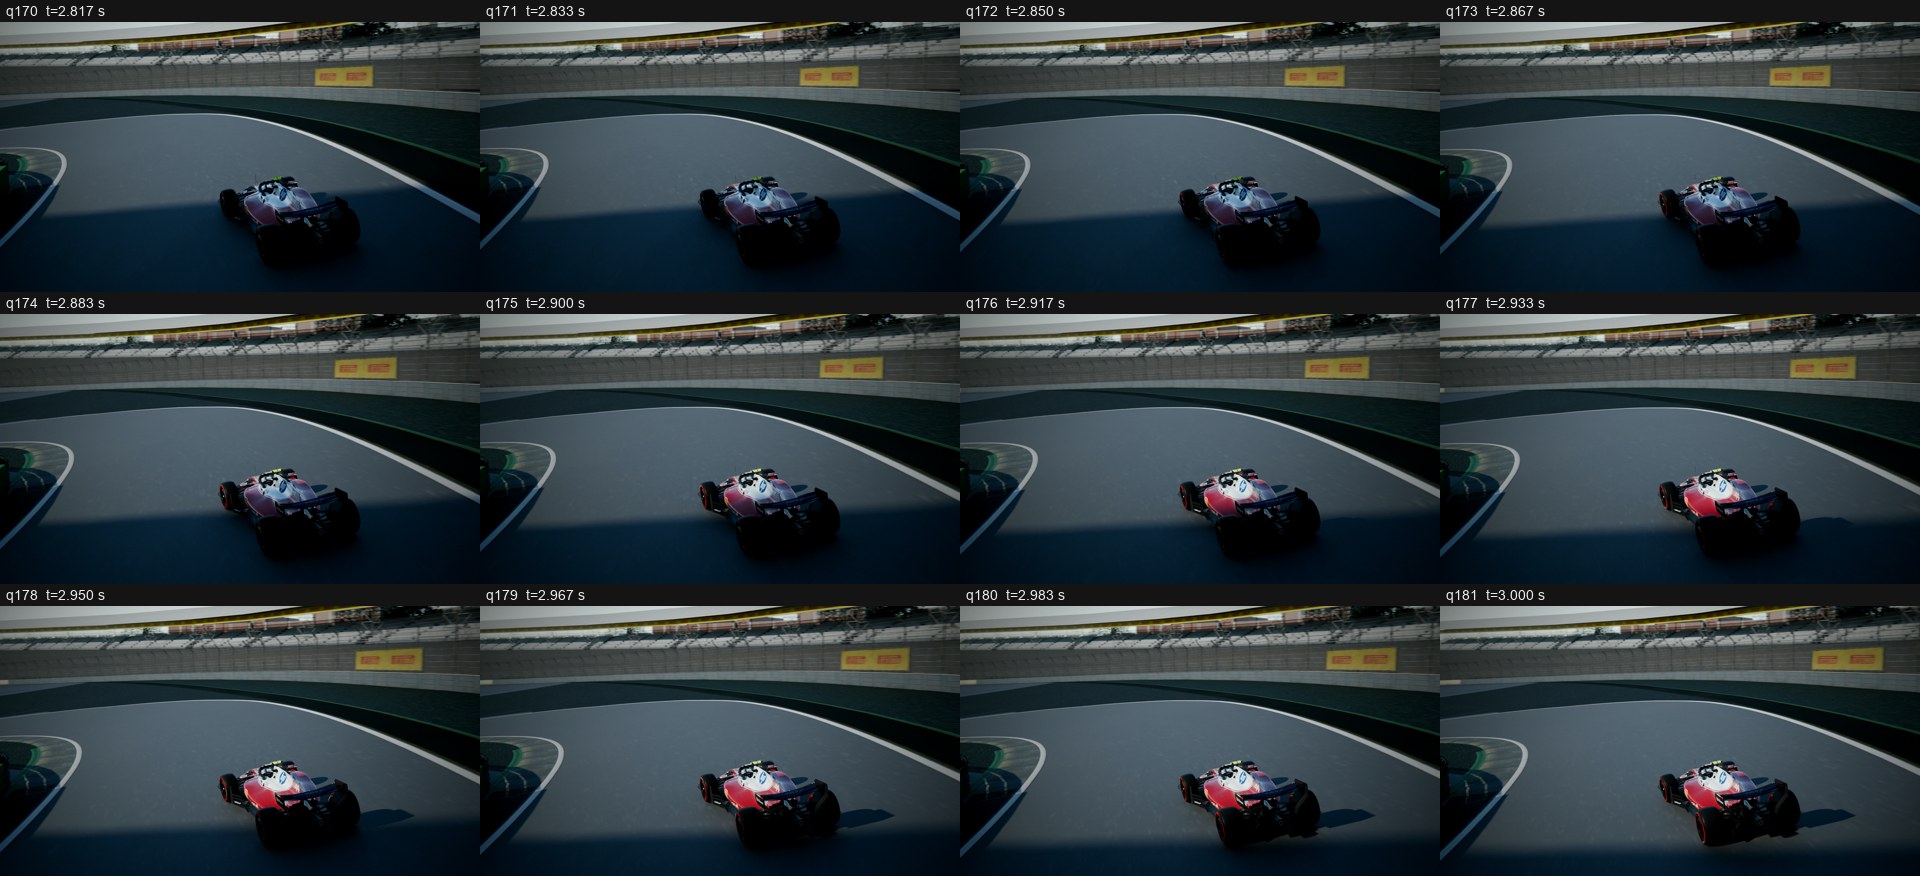 q170 t=2.817 s
q171 t=2.833 s
q172 t=2.850 s
q173 t=2.867 s
q174 t=2.883 s
q175 t=2.900 s
q176 t=2.917 s
q177 t=2.933 s
q178 t=2.950 s
q179 t=2.967 s
q180 t=2.983 s
q181 t=3.000 s